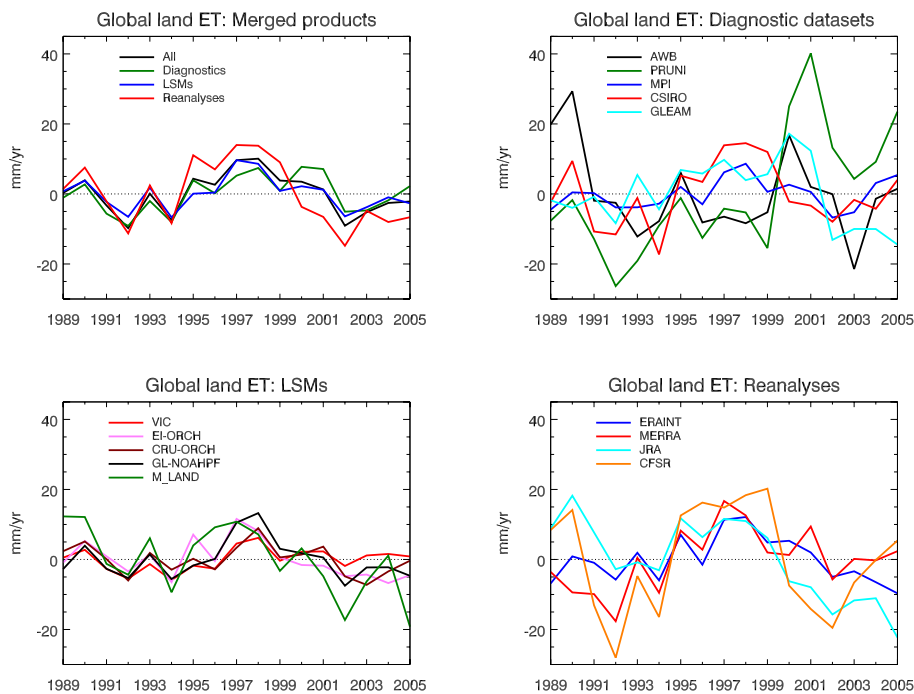 Global land ET: Merged products
mm/yr
40
20
0
-20
All
Diagnostics
LSMs
Reanalyses
1989 1991 1993 1995 1997 1999 2001 2003 2005
Global land ET: Diagnostic datasets
mm/yr
40
20
0
-20
AWB
PRUNI
MPI
CSIRO
GLEAM
1989 1991 1993 1995 1997 1999 2001 2003 2005
Global land ET: LSMs
mm/yr
40
20
0
-20
VIC
EI-ORCH
CRU-ORCH
GL-NOAHPF
M_LAND
1989 1991 1993 1995 1997 1999 2001 2003 2005
Global land ET: Reanalyses
mm/yr
40
20
0
-20
ERAINT
MERRA
JRA
CFSR
1989 1991 1993 1995 1997 1999 2001 2003 2005